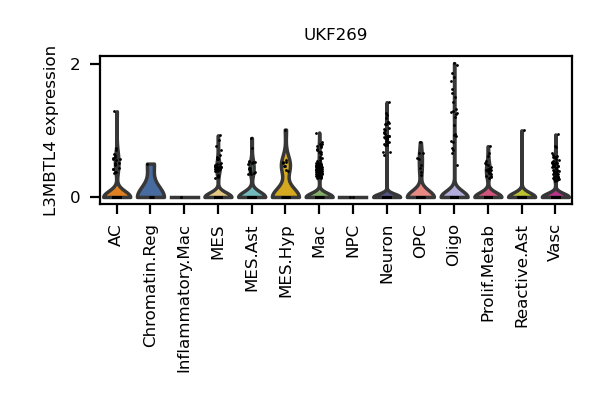 UKF269
L3MBTL4 expression
2
0
AC
Chromatin.Reg
Inflammatory.Mac
MES
MES.Ast
MES.Hyp
Mac
NPC
Neuron
OPC
Oligo
Prolif.Metab
Reactive.Ast
Vasc